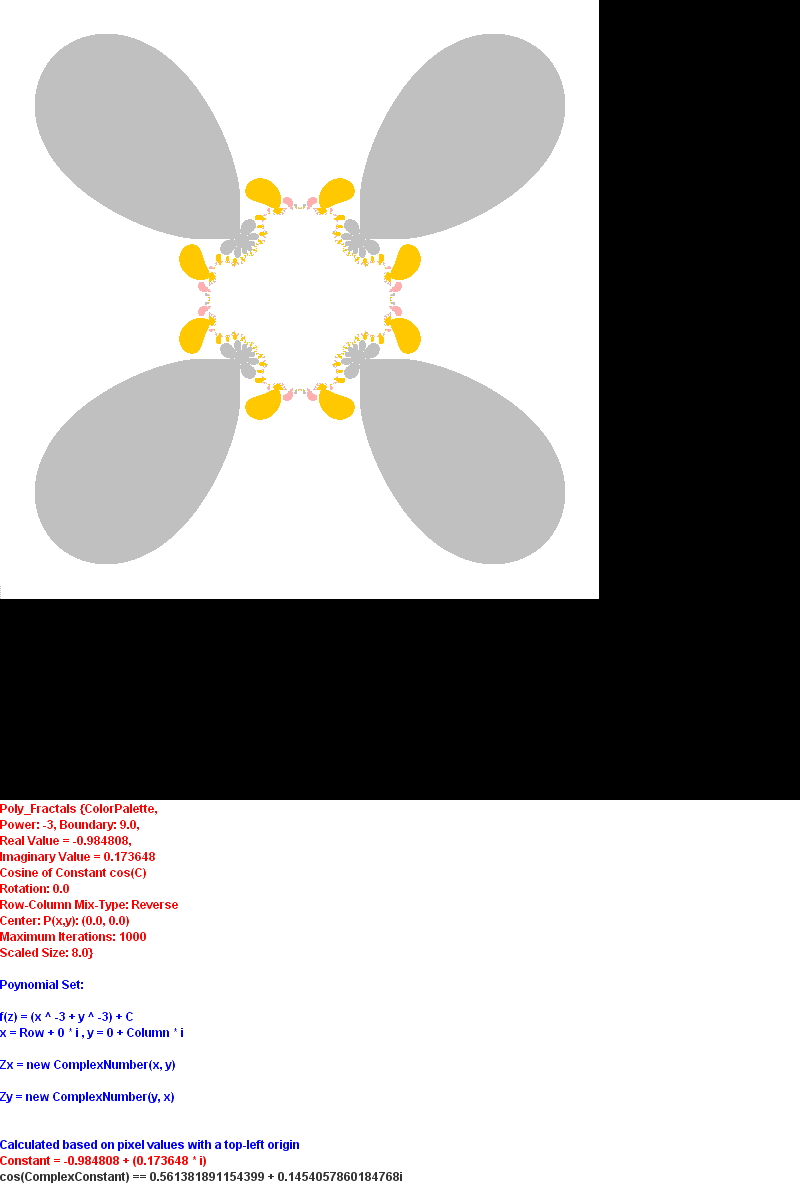 Poly_Fractals {ColorPalette,
Power: -3, Boundary: 9.0,
Real Value = -0.984808,
Imaginary Value = 0.173648
Cosine of Constant cos(C)
Rotation: 0.0
Row-Column Mix-Type: Reverse
Center: P(x,y): (0.0, 0.0)
Maximum Iterations: 1000
Scaled Size: 8.0}
Poynomial Set:
f(z) = (x ^ -3 + y ^ -3) + C
x = Row + 0 * i , y = 0 + Column * i
Zx = new ComplexNumber(x, y)
Zy = new ComplexNumber(y, x)
Calculated based on pixel values with a top-left origin
Constant = -0.984808 + (0.173648 * i)
cos(ComplexConstant) == 0.561381891154399 + 0.1454057860184768i